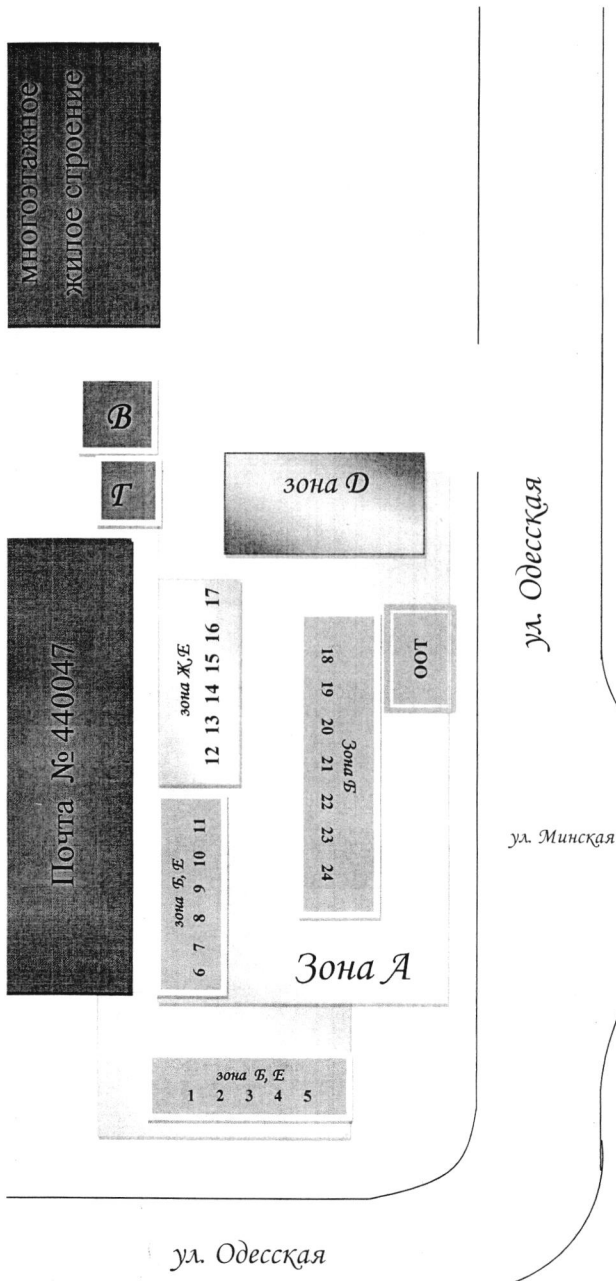 многоэтажное
жилое строение
В
Г
зона D
ул. Одесская
Почта № 440047
зона Ж,Е
12 13 14 15 16 17
ТОО
18 19 20 21 22 23 24
Зона Б
ул. Минская
зона Б, Е
6 7 8 9 10 11
Зона А
зона Б, Е
1 2 3 4 5
ул. Одесская